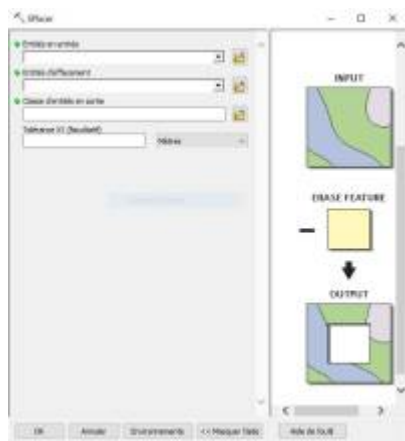 Effacer
Entités en entrée
Entités d'effacement
Classe d'entités en sortie
Tolérance XY (facultatif)
Mètres
INPUT
ERASE FEATURE
OUTPUT
OK
Annuler
Environnements
<< Masquer l'aide
Aide de l'outil